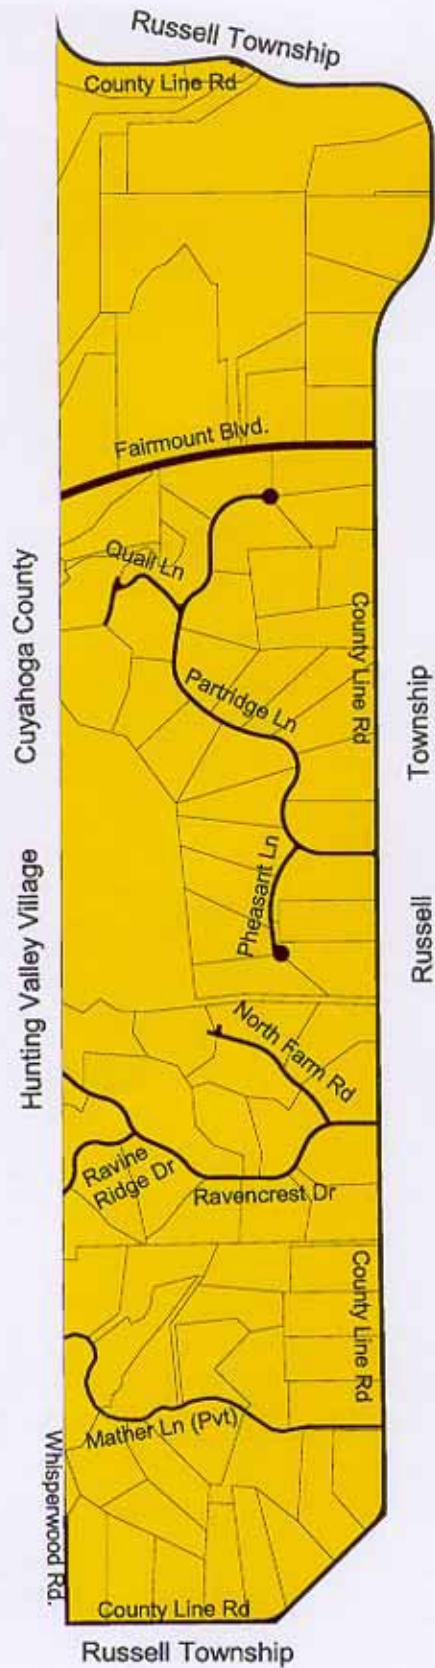 Russell Township
County Line Rd
Fairmount Blvd.
Quail Ln
Cuyahoga County
County Line Rd
Partridge Ln
Township
Pheasant Ln
Hunting Valley Village
Russell
North Farm Rd
Ravine
Ridge Dr
Ravencrest Dr
County Line Rd
Mather Ln (Pvt)
Whisperwood Rd.
County Line Rd
Russell Township